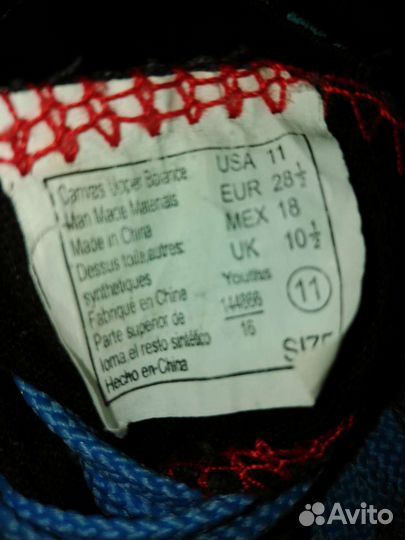 Canvas Upper Balance
Man Made Materials
Made in China
Dessus toile,autres:
synthetiques
Fabriqué en China
Parte superior de
lona,el resto sintético
Hecho en-China
USA 11
EUR 28½
MEX 18
UK 10½
Youths
144866
16
11
SIZE
Avito